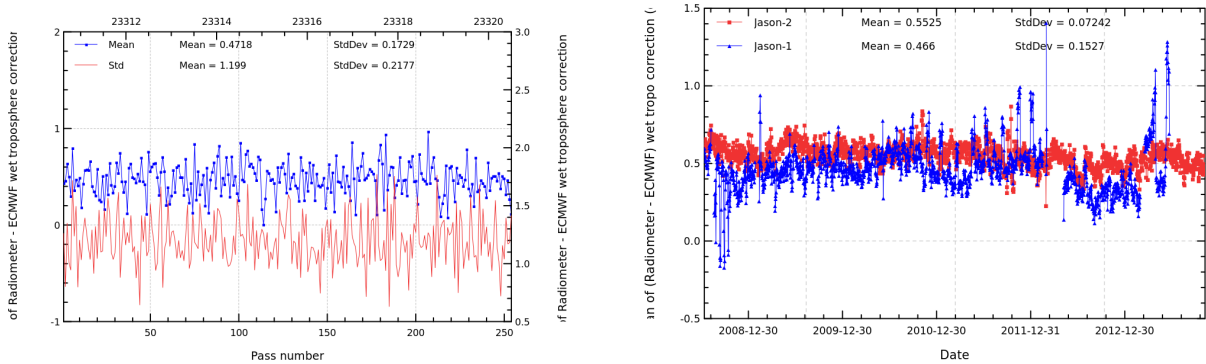 23312 23314 23316 23318 23320
Mean Mean = 0.4718 StdDev = 0.1729
Std Mean = 1.199 StdDev = 0.2177
of Radiometer - ECMWF wet troposphere correction
2
1
0
-1
3.0
2.5
2.0
1.5
1.0
0.5
of Radiometer - ECMWF wet troposphere correction
50 100 150 200 250
Pass number
Jason-2 Mean = 0.5525 StdDev = 0.07242
Jason-1 Mean = 0.466 StdDev = 0.1527
of (Radiometer - ECMWF) wet tropo correction (
1.5
1.0
0.5
0.0
-0.5
2008-12-30 2009-12-30 2010-12-30 2011-12-31 2012-12-30
Date